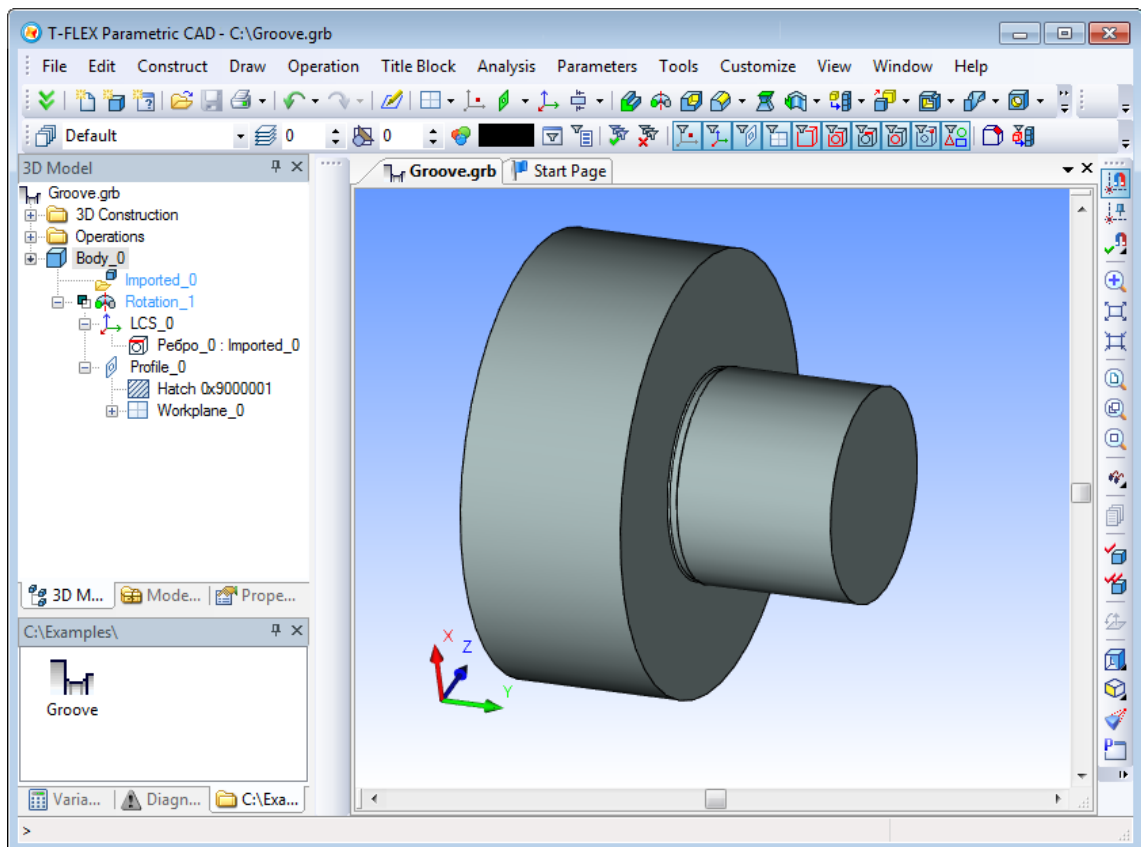 T-FLEX Parametric CAD - C:\Groove.grb
File Edit Construct Draw Operation Title Block Analysis Parameters Tools Customize View Window Help
Default 0 0
3D Model
Groove.grb Start Page
Groove.grb
3D Construction
Operations
Body_0
Imported_0
Rotation_1
LCS_0
Ребро_0 : Imported_0
Profile_0
Hatch 0x9000001
Workplane_0
3D M... Mode... Prope...
C:\Examples\
Groove
X
Z
Y
Varia... Diagn... C:\Exa...
>